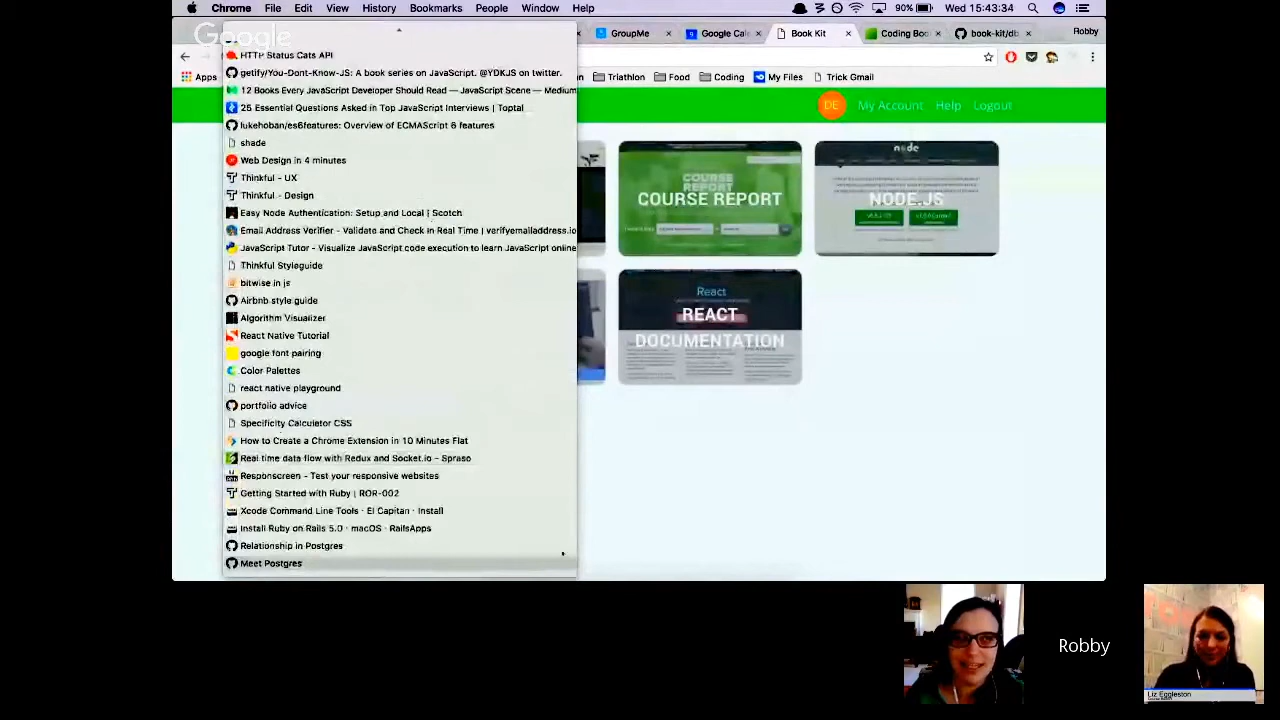 Chrome File Edit View History Bookmarks People Window Help 90% Wed 15:43:34
Google
GroupMe Google Cal Book Kit Coding Boo book-kit/db Robby
Apps Triathlon Food Coding My Files Trick Gmail
DE My Account Help Logout
HTTP Status Cats API
getify/You-Dont-Know-JS: A book series on JavaScript. @YDKJS on twitter.
12 Books Every JavaScript Developer Should Read — JavaScript Scene — Medium
25 Essential Questions Asked in Top JavaScript Interviews | Toptal
lukehoban/es6features: Overview of ECMAScript 6 features
shade
Web Design in 4 minutes
Thinkful - UX
Thinkful - Design
Easy Node Authentication: Setup and Local | Scotch
Email Address Verifier - Validate and Check in Real Time | verifyemailaddress.io
JavaScript Tutor - Visualize JavaScript code execution to learn JavaScript online
Thinkful Styleguide
bitwise in js
Airbnb style guide
Algorithm Visualizer
React Native Tutorial
google font pairing
Color Palettes
react native playground
portfolio advice
Specificity Calculator CSS
How to Create a Chrome Extension in 10 Minutes Flat
Real time data flow with Redux and Socket.io - Spraso
Responscreen - Test your responsive websites
Getting Started with Ruby | ROR-002
Xcode Command Line Tools · El Capitan · Install
Install Ruby on Rails 5.0 · macOS · RailsApps
Relationship in Postgres
Meet Postgres
COURSE REPORT
COURSE REPORT
node
NODE.JS
React
REACT DOCUMENTATION
Robby
Liz Eggleston